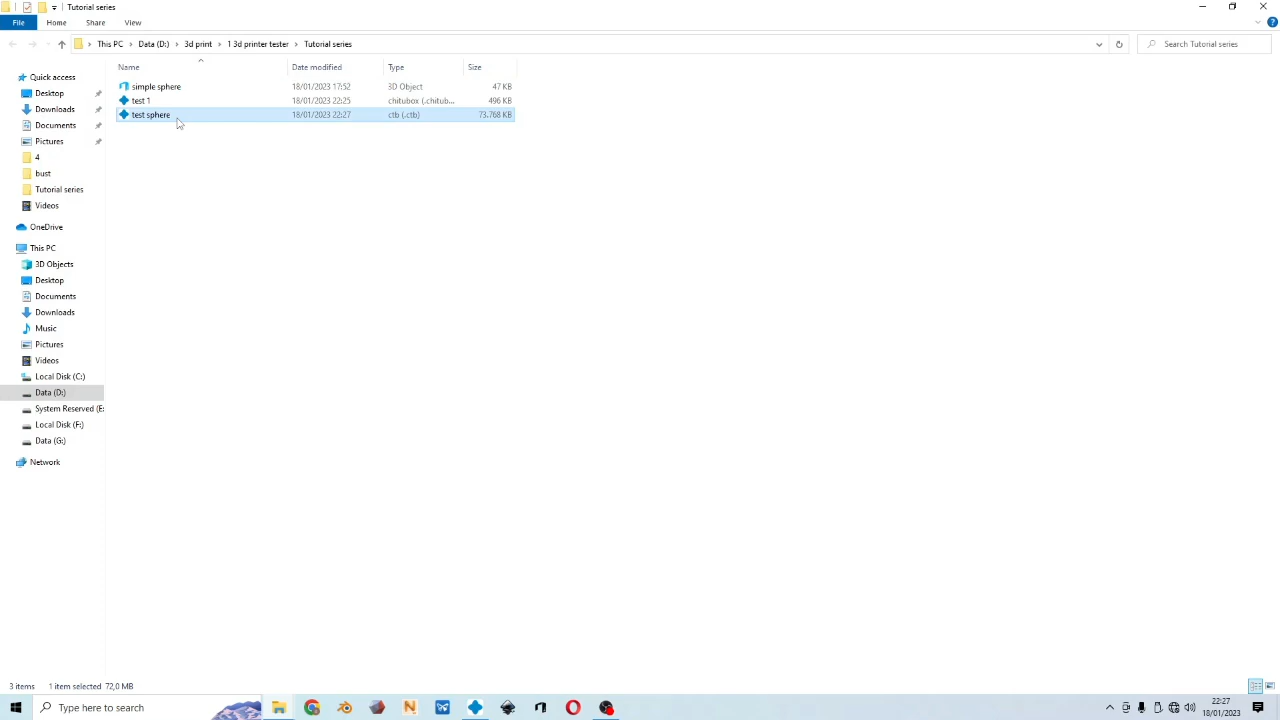 Tutorial series
File Home Share View
This PC > Data (D:) > 3d print > 1 3d printer tester > Tutorial series
Search Tutorial series
Name Date modified Type Size
simple sphere 18/01/2023 17:52 3D Object 47 KB
test 1 18/01/2023 22:25 chitubox (.chitub... 496 KB
test sphere 18/01/2023 22:27 ctb (.ctb) 73.768 KB
Quick access
Desktop
Downloads
Documents
Pictures
4
bust
Tutorial series
Videos
OneDrive
This PC
3D Objects
Desktop
Documents
Downloads
Music
Pictures
Videos
Local Disk (C:)
Data (D:)
System Reserved (E:
Local Disk (F:)
Data (G:)
Network
3 items 1 item selected 72,0 MB
Type here to search
22:27
18/01/2023